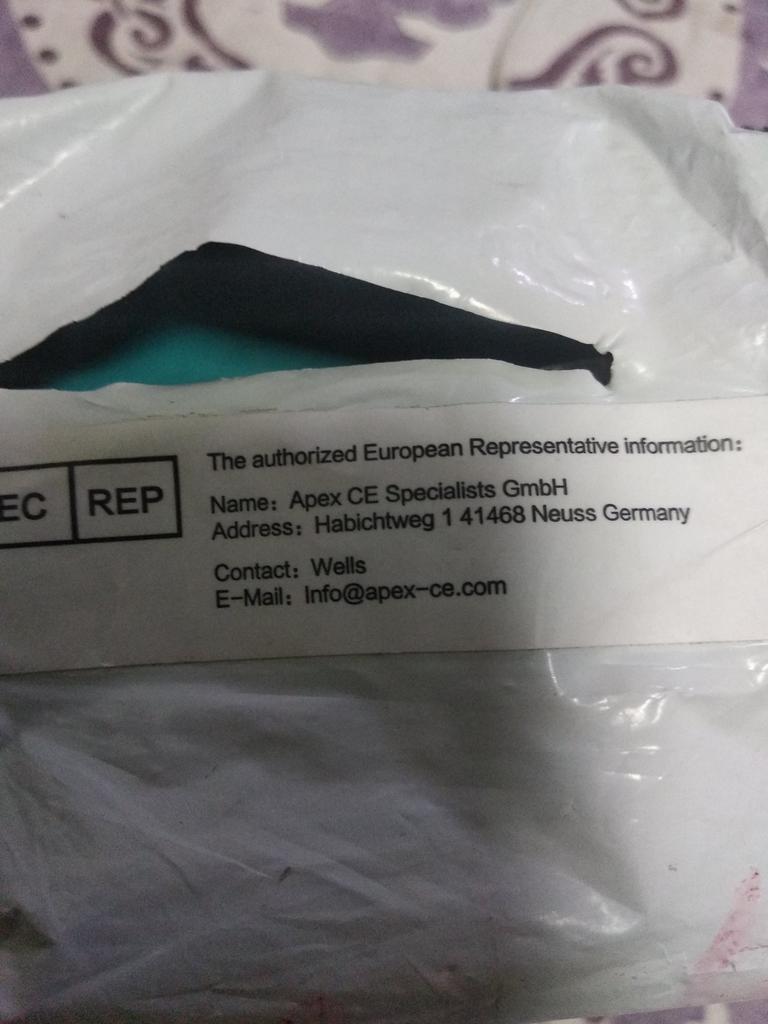 EC REP
The authorized European Representative information:
Name: Apex CE Specialists GmbH
Address: Habichtweg 1 41468 Neuss Germany
Contact: Wells
E-Mail: Info@apex-ce.com